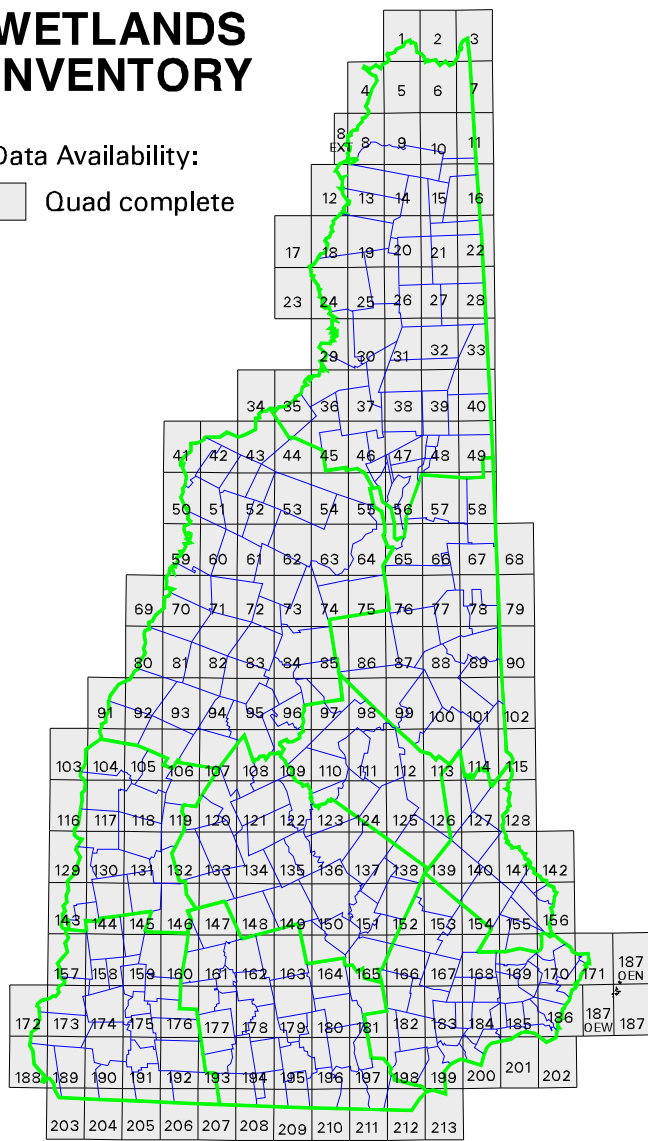 WETLANDS
INVENTORY
Data Availability:
Quad complete
1 2 3
4 5 6 7
8
EXT 8 9 10 11
12 13 14 15 16
17 18 19 20 21 22
23 24 25 26 27 28
29 30 31 32 33
34 35 36 37 38 39 40
41 42 43 44 45 46 47 48 49
50 51 52 53 54 55 56 57 58
59 60 61 62 63 64 65 66 67 68
69 70 71 72 73 74 75 76 77 78 79
80 81 82 83 84 85 86 87 88 89 90
91 92 93 94 95 96 97 98 99 100 101 102
103 104 105 106 107 108 109 110 111 112 113 114 115
116 117 118 119 120 121 122 123 124 125 126 127 128
129 130 131 132 133 134 135 136 137 138 139 140 141 142
143 144 145 146 147 148 149 150 151 152 153 154 155 156
157 158 159 160 161 162 163 164 165 166 167 168 169 170 171 187
OEN
172 173 174 175 176 177 178 179 180 181 182 183 184 185 186 187
OEW 187
188 189 190 191 192 193 194 195 196 197 198 199 200 201 202
203 204 205 206 207 208 209 210 211 212 213